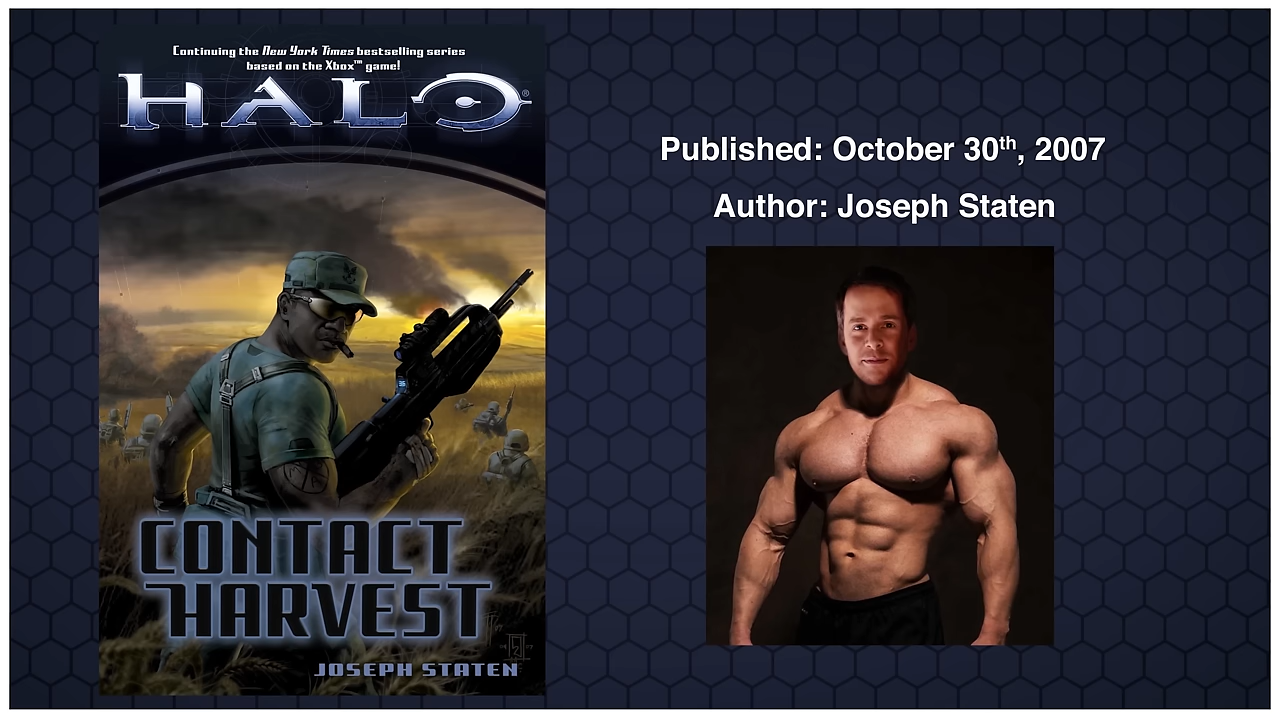 Continuing the New York Times bestselling series
based on the Xbox™ game!
HALO®
CONTACT
HARVEST
JOSEPH STATEN
Published: October 30th, 2007
Author: Joseph Staten